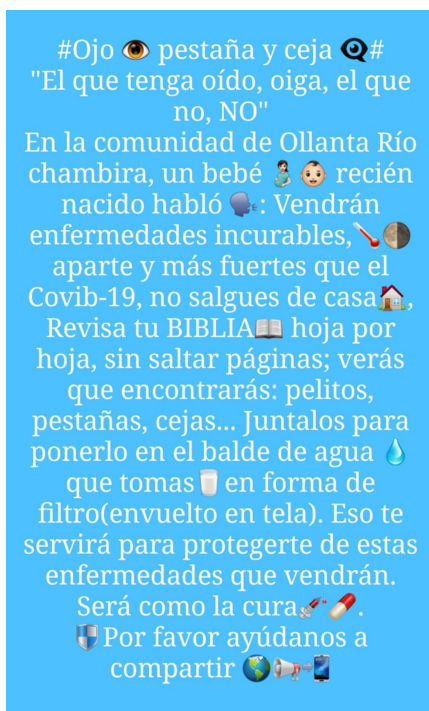 #Ojo 👁 pestaña y ceja 👁‍🗨#
"El que tenga oído, oiga, el que
no, NO"
En la comunidad de Ollanta Río
chambira, un bebé 🤰🏻👶🏻 recién
nacido habló 🗣: Vendrán
enfermedades incurables,🌡🌗
aparte y más fuertes que el
Covib-19, no salgues de casa🏠,
Revisa tu BIBLIA📖 hoja por
hoja, sin saltar páginas; verás
que encontrarás: pelitos,
pestañas, cejas... Juntalos para
ponerlo en el balde de agua 💧
que tomas🥛en forma de
filtro(envuelto en tela). Eso te
servirá para protegerte de estas
enfermedades que vendrán.
Será como la cura💉💊.
🛡Por favor ayúdanos a
compartir 🌎📢📲